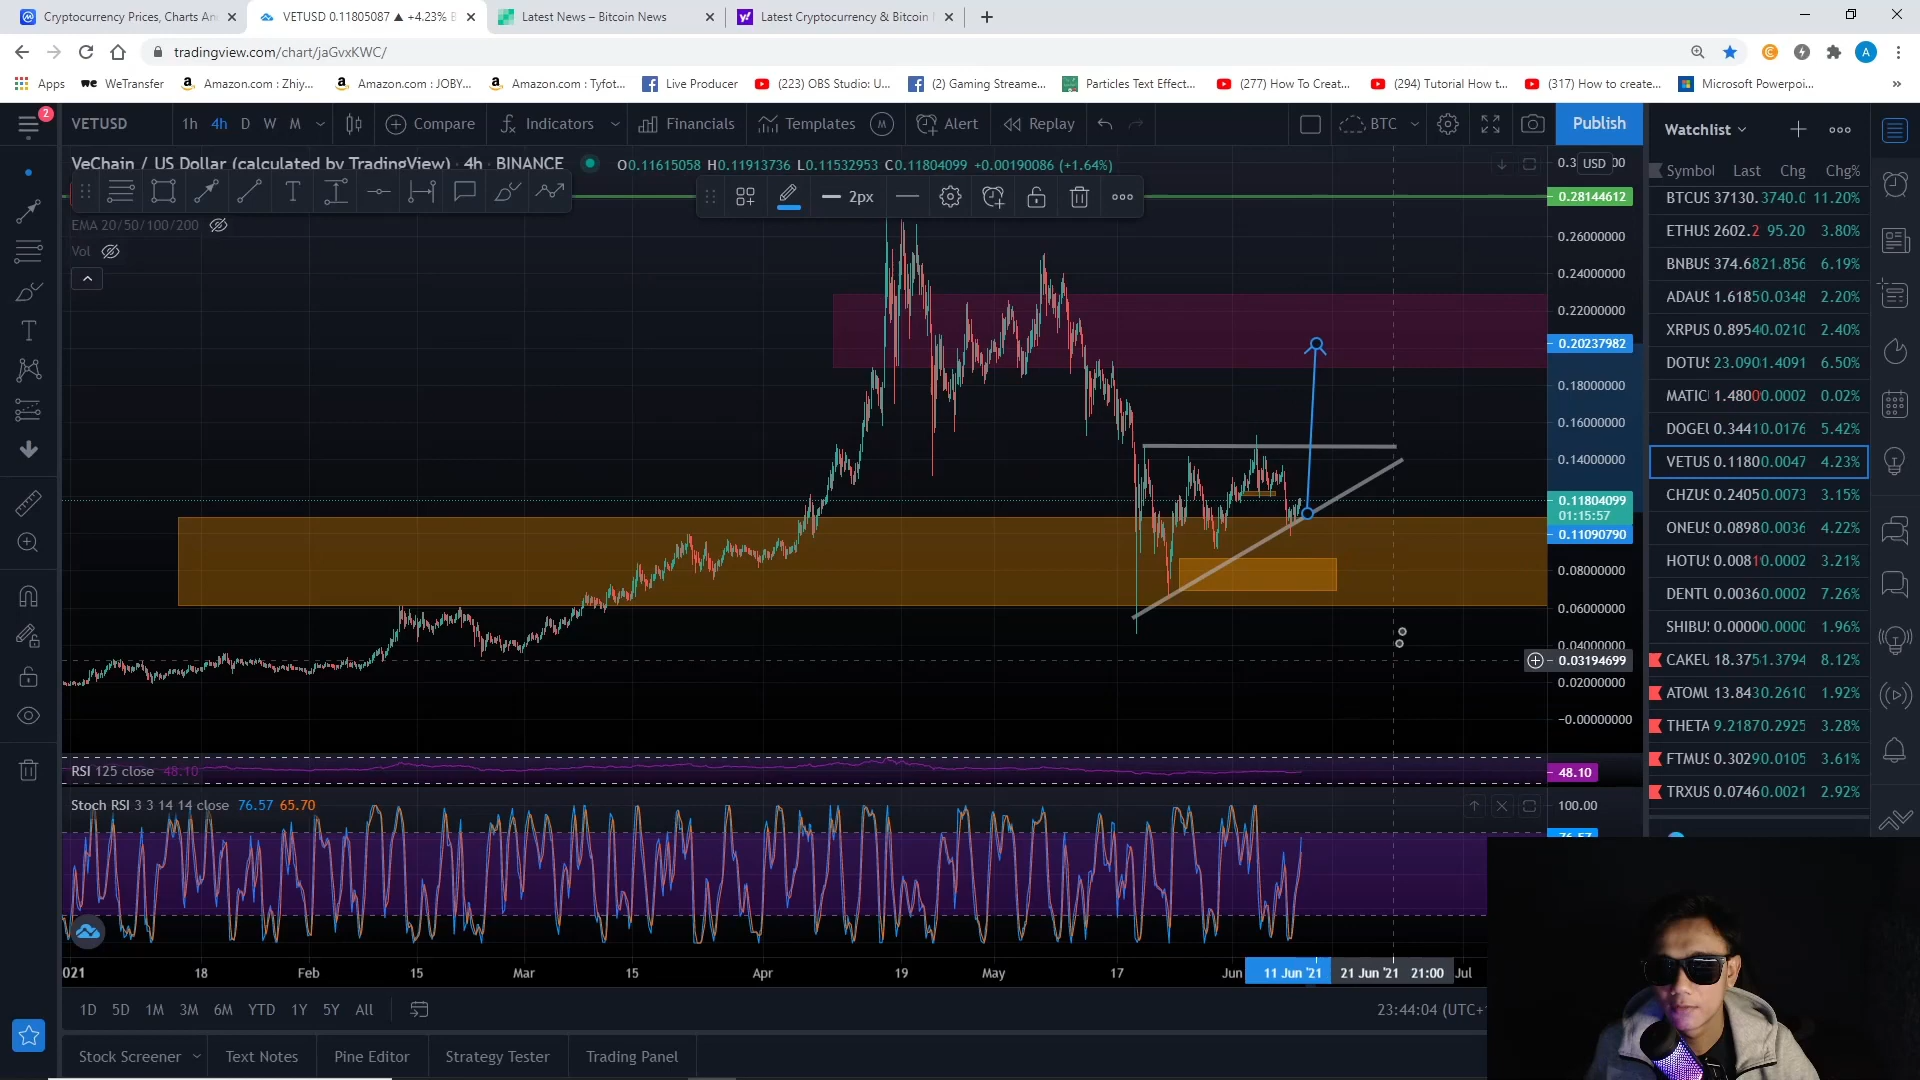 Cryptocurrency Prices, Charts An
VETUSD 0.11805087 ▲ +4.23% B
Latest News – Bitcoin News
Latest Cryptocurrency & Bitcoin
tradingview.com/chart/jaGvxKWC/
A
Apps
WeTransfer
Amazon.com : Zhiy...
Amazon.com : JOBY...
Amazon.com : Tyfot...
Live Producer
(223) OBS Studio: U...
(2) Gaming Streame...
Particles Text Effect...
(277) How To Creat...
(294) Tutorial How t...
(317) How to create...
Microsoft Powerpoi...
2
VETUSD
1h 4h D W M
Compare
Indicators
Financials
Templates
M
Alert
Replay
BTC
Publish
Watchlist
VeChain / US Dollar (calculated by TradingView) · 4h · BINANCE
O0.11615058 H0.11913736 L0.11532953 C0.11804099 +0.00190086 (+1.64%)
USD
2px
EMA 20/50/100/200
Vol
0.28144612
0.26000000
0.24000000
0.22000000
0.20237982
0.18000000
0.16000000
0.14000000
0.11804099
01:15:57
0.11090790
0.08000000
0.06000000
0.04000000
0.03194699
0.02000000
−0.00000000
Symbol Last Chg Chg%
BTCUS 37130. 3740.0 11.20%
ETHUS 2602.2 95.20 3.80%
BNBUS 374.6821.856 6.19%
ADAUS 1.61850.0348 2.20%
XRPUS 0.89540.0210 2.40%
DOTUS 23.0901.4091 6.50%
MATIC 1.48000.0002 0.02%
DOGEU 0.34410.0176 5.42%
VETUS 0.11800.0047 4.23%
CHZUS 0.24050.0073 3.15%
ONEUS 0.08980.0036 4.22%
HOTUS 0.00810.0002 3.21%
DENTU 0.00360.0002 7.26%
SHIBUS 0.00000.0000 1.96%
CAKEU 18.3751.3794 8.12%
ATOMU 13.8430.2610 1.92%
THETA 9.21870.2925 3.28%
FTMUS 0.30290.0105 3.61%
TRXUS 0.07460.0021 2.92%
RSI 125 close 48.10
48.10
Stoch RSI 3 3 14 14 close 76.57 65.70
100.00
76.57
021 18 Feb 15 Mar 15 Apr 19 May 17 Jun 11 Jun '21 21 Jun '21 21:00 Jul
1D 5D 1M 3M 6M YTD 1Y 5Y All
23:44:04 (UTC+
Stock Screener
Text Notes
Pine Editor
Strategy Tester
Trading Panel